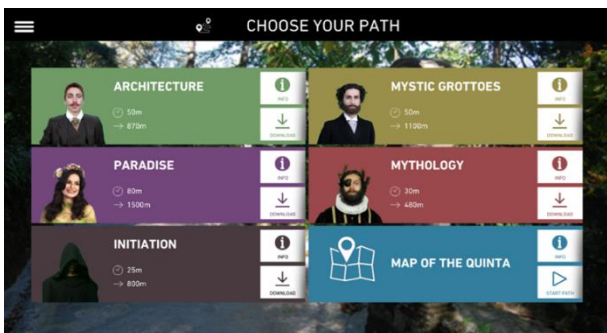 CHOOSE YOUR PATH
ARCHITECTURE
50m
→ 870m
INFO
DOWNLOAD
MYSTIC GROTTOES
50m
→ 1100m
INFO
DOWNLOAD
PARADISE
80m
→ 1500m
INFO
DOWNLOAD
MYTHOLOGY
30m
→ 480m
INFO
DOWNLOAD
INITIATION
25m
→ 800m
INFO
DOWNLOAD
MAP OF THE QUINTA
INFO
START PATH